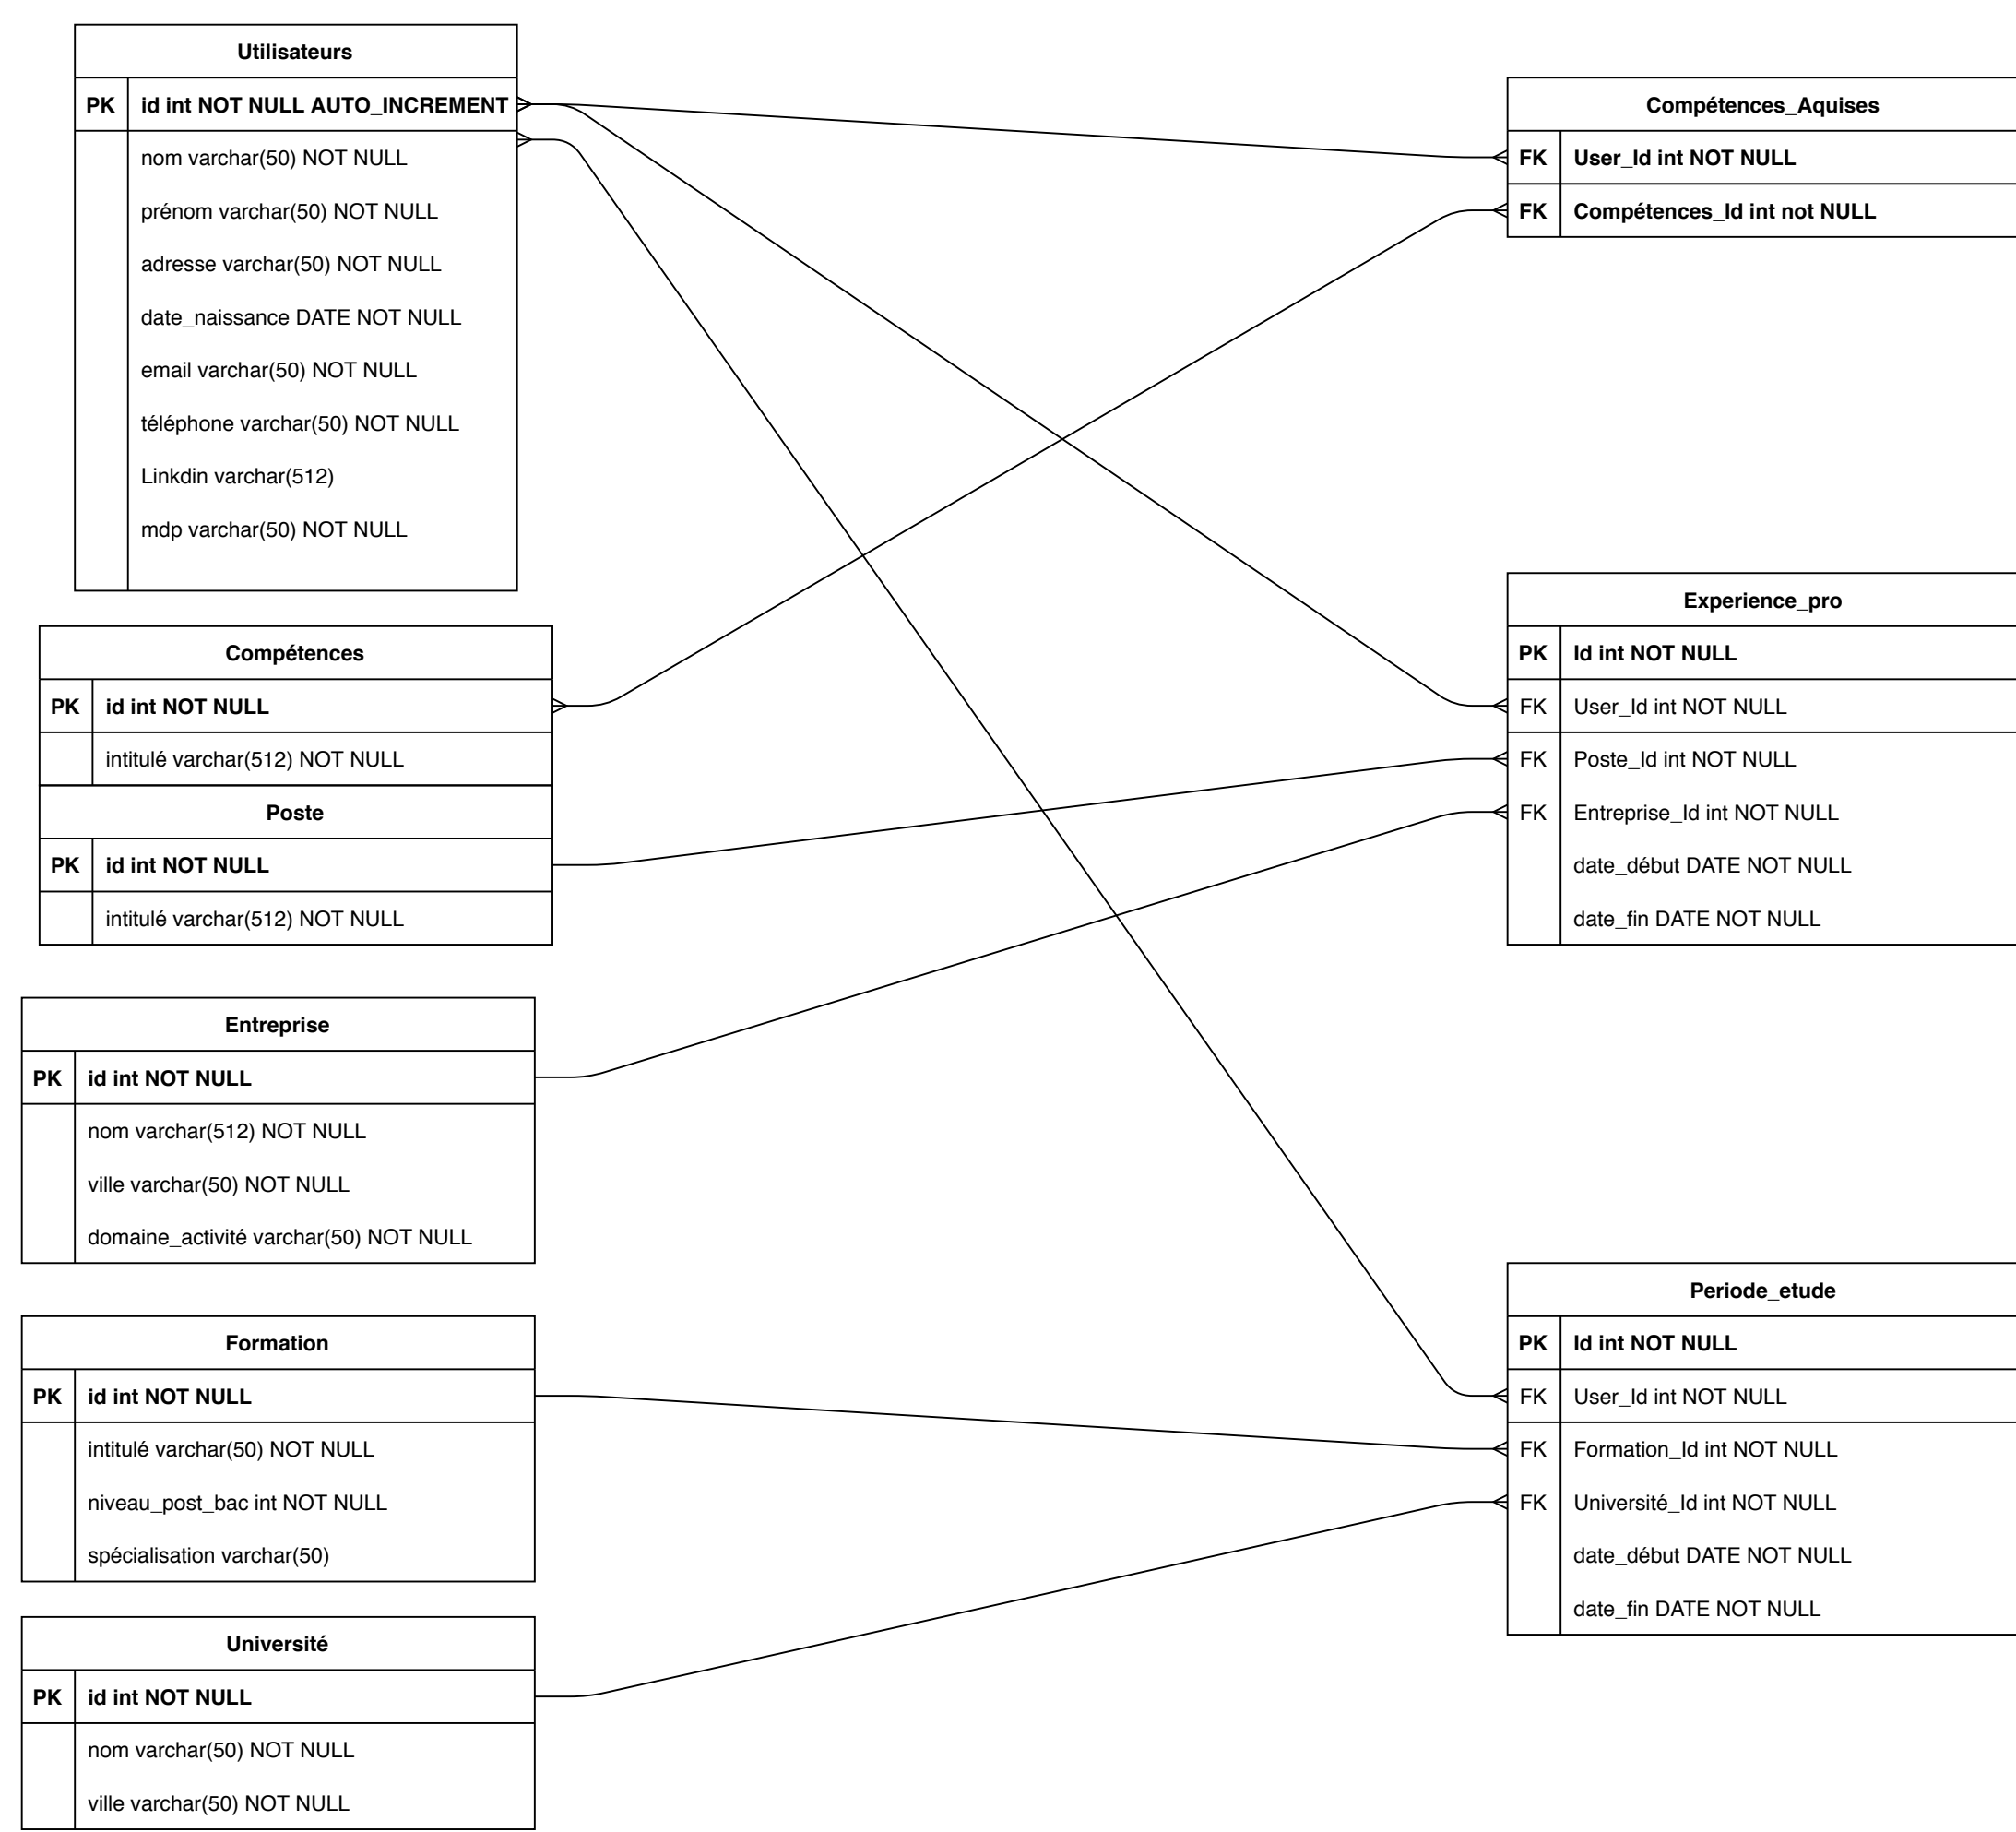 Utilisateurs
PK id int NOT NULL AUTO_INCREMENT
nom varchar(50) NOT NULL
prénom varchar(50) NOT NULL
adresse varchar(50) NOT NULL
date_naissance DATE NOT NULL
email varchar(50) NOT NULL
téléphone varchar(50) NOT NULL
Linkdin varchar(512)
mdp varchar(50) NOT NULL
Compétences
PK id int NOT NULL
intitulé varchar(512) NOT NULL
Poste
PK id int NOT NULL
intitulé varchar(512) NOT NULL
Entreprise
PK id int NOT NULL
nom varchar(512) NOT NULL
ville varchar(50) NOT NULL
domaine_activité varchar(50) NOT NULL
Formation
PK id int NOT NULL
intitulé varchar(50) NOT NULL
niveau_post_bac int NOT NULL
spécialisation varchar(50)
Université
PK id int NOT NULL
nom varchar(50) NOT NULL
ville varchar(50) NOT NULL
Compétences_Aquises
FK User_Id int NOT NULL
FK Compétences_Id int not NULL
Experience_pro
PK Id int NOT NULL
FK User_Id int NOT NULL
FK Poste_Id int NOT NULL
FK Entreprise_Id int NOT NULL
date_début DATE NOT NULL
date_fin DATE NOT NULL
Periode_etude
PK Id int NOT NULL
FK User_Id int NOT NULL
FK Formation_Id int NOT NULL
FK Université_Id int NOT NULL
date_début DATE NOT NULL
date_fin DATE NOT NULL